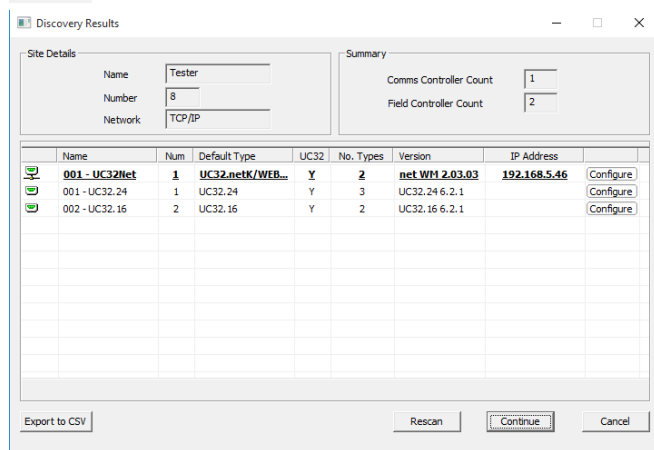 Discovery Results
Site Details
Name Tester
Number 8
Network TCP/IP
Summary
Comms Controller Count 1
Field Controller Count 2
Name Num Default Type UC32 No. Types Version IP Address
001 - UC32Net 1 UC32.netK/WEB... Y 2 net WM 2.03.03 192.168.5.46 Configure
001 - UC32.24 1 UC32.24 Y 3 UC32.24 6.2.1 Configure
002 - UC32.16 2 UC32.16 Y 2 UC32.16 6.2.1 Configure
Export to CSV Rescan Continue Cancel